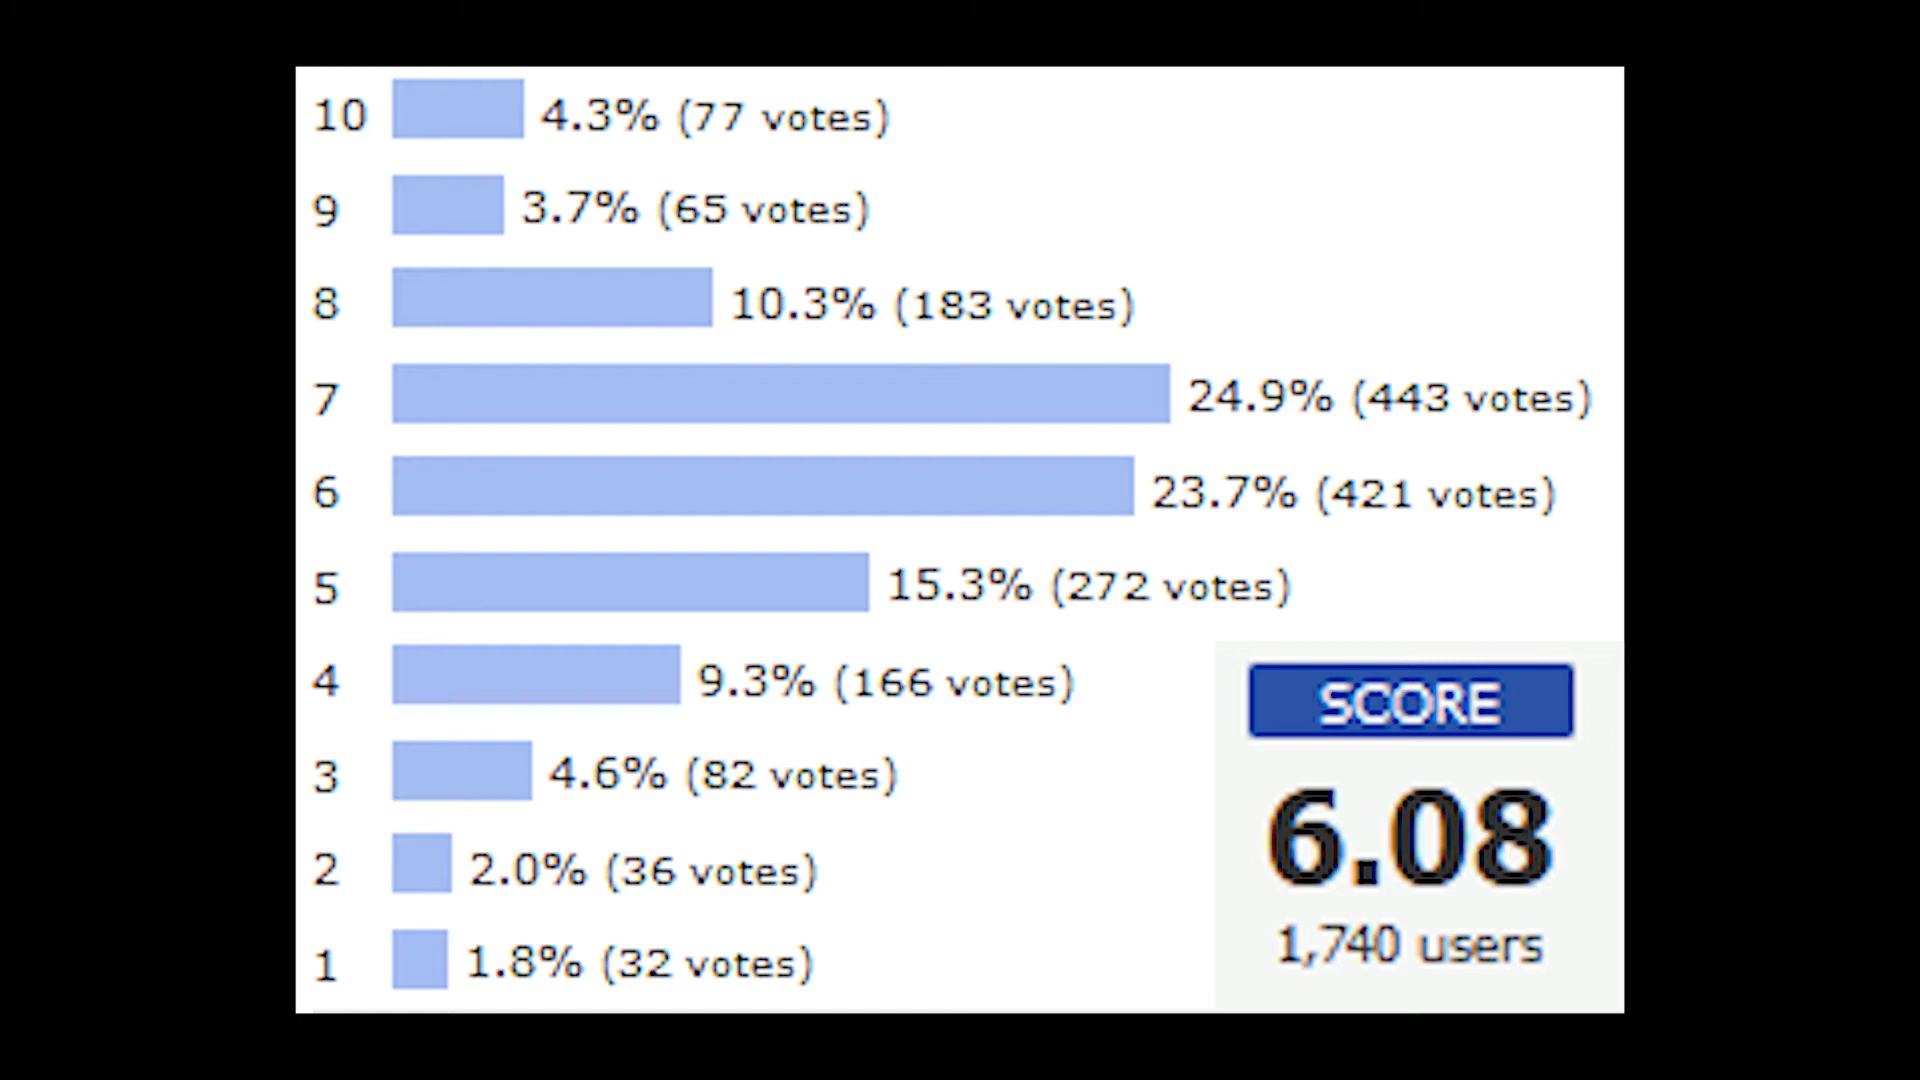 10 4.3% (77 votes)
9 3.7% (65 votes)
8 10.3% (183 votes)
7 24.9% (443 votes)
6 23.7% (421 votes)
5 15.3% (272 votes)
4 9.3% (166 votes)
3 4.6% (82 votes)
2 2.0% (36 votes)
1 1.8% (32 votes)
SCORE
6.08
1,740 users